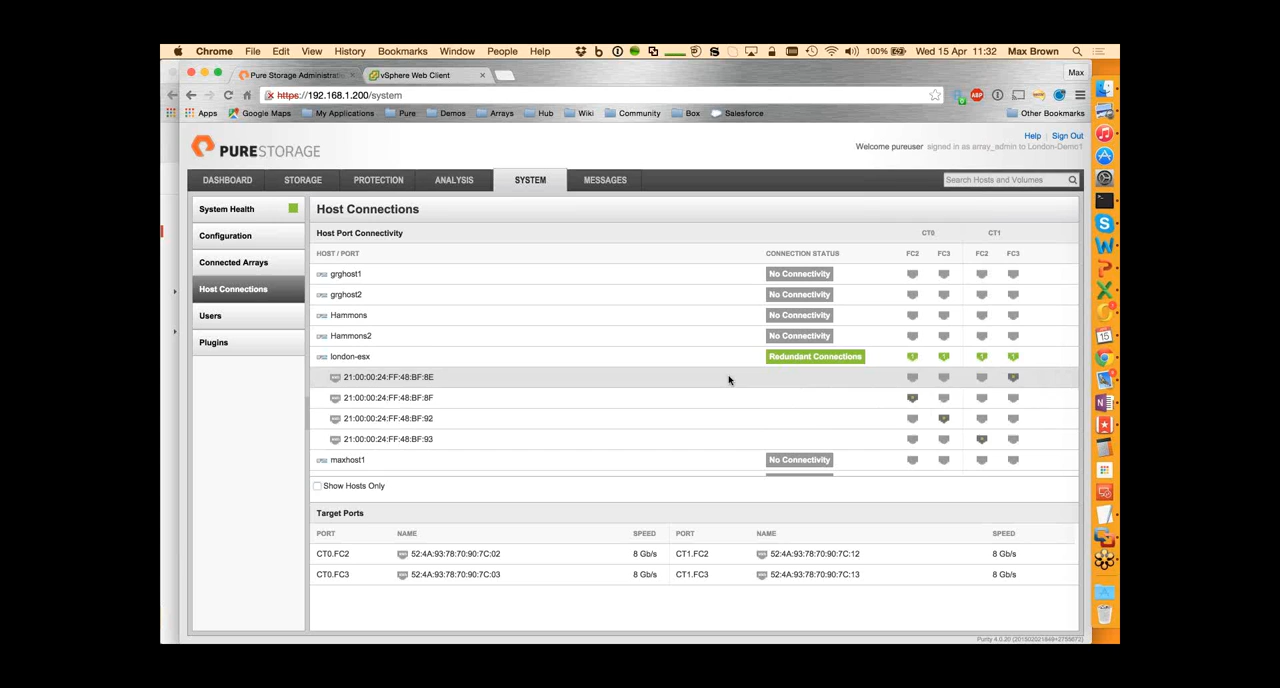 Chrome File Edit View History Bookmarks Window People Help 100% Wed 15 Apr 11:32 Max Brown
Pure Storage Administrati vSphere Web Client Max
https://192.168.1.200/system
Apps Google Maps My Applications Pure Demos Arrays Hub Wiki Community Box Salesforce Other Bookmarks
Help Sign Out
PURESTORAGE
Welcome pureuser signed in as array_admin to London-Demo1
DASHBOARD STORAGE PROTECTION ANALYSIS SYSTEM MESSAGES Search Hosts and Volumes
System Health
Configuration
Connected Arrays
Host Connections
Users
Plugins
Host Connections
Host Port Connectivity CT0 CT1
HOST / PORT CONNECTION STATUS FC2 FC3 FC2 FC3
grghost1 No Connectivity
grghost2 No Connectivity
Hammons No Connectivity
Hammons2 No Connectivity
london-esx Redundant Connections 1 1 1 1
21:00:00:24:FF:48:BF:8E
21:00:00:24:FF:48:BF:8F
21:00:00:24:FF:48:BF:92
21:00:00:24:FF:48:BF:93
maxhost1 No Connectivity
Show Hosts Only
Target Ports
PORT NAME SPEED PORT NAME SPEED
CT0.FC2 52:4A:93:78:70:90:7C:02 8 Gb/s CT1.FC2 52:4A:93:78:70:90:7C:12 8 Gb/s
CT0.FC3 52:4A:93:78:70:90:7C:03 8 Gb/s CT1.FC3 52:4A:93:78:70:90:7C:13 8 Gb/s